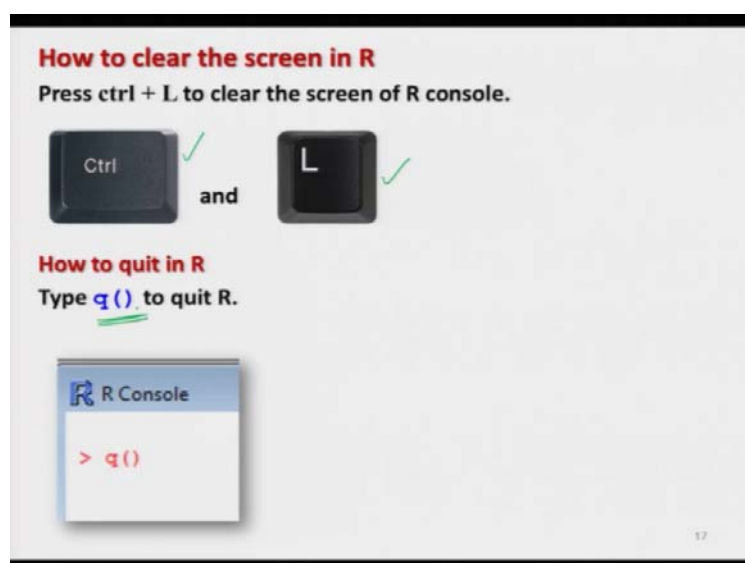 How to clear the screen in R
Press ctrl + L to clear the screen of R console.
Ctrl
L
and
How to quit in R
Type q() to quit R.
R Console
> q()
17